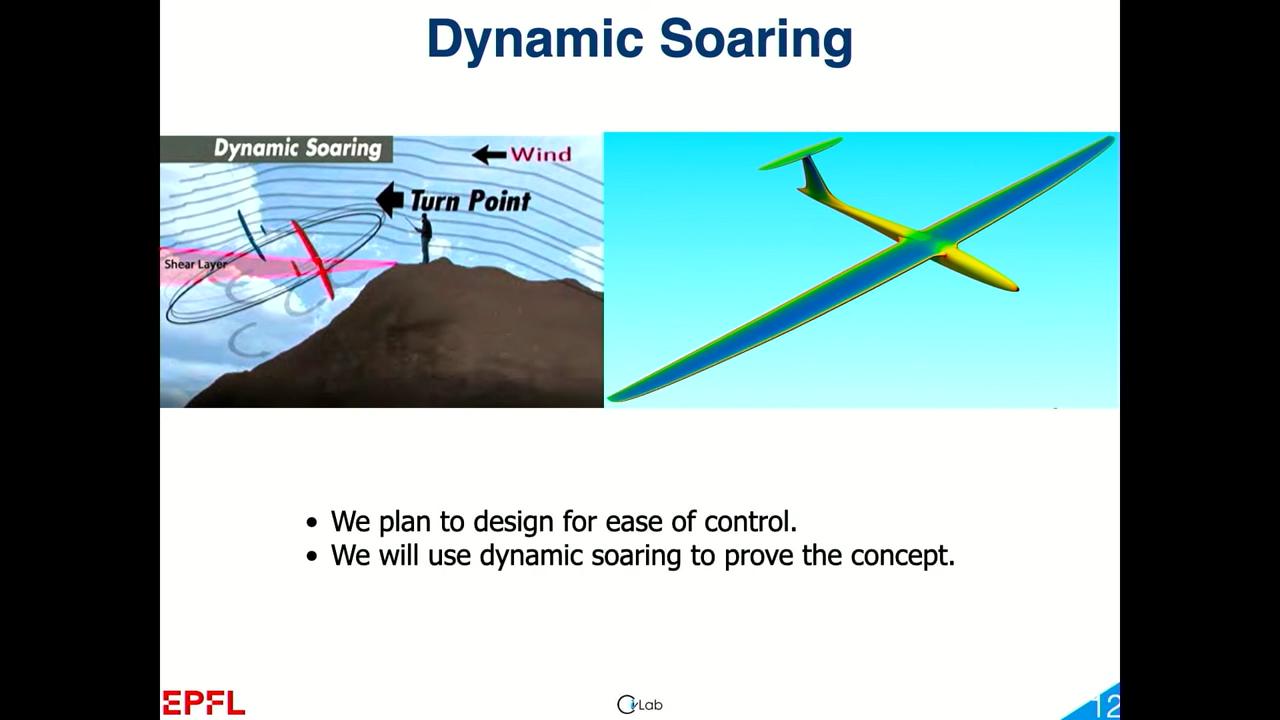 Dynamic Soaring
Dynamic Soaring
Wind
Turn Point
Shear Layer
• We plan to design for ease of control.
• We will use dynamic soaring to prove the concept.
EPFL
CvLab
12